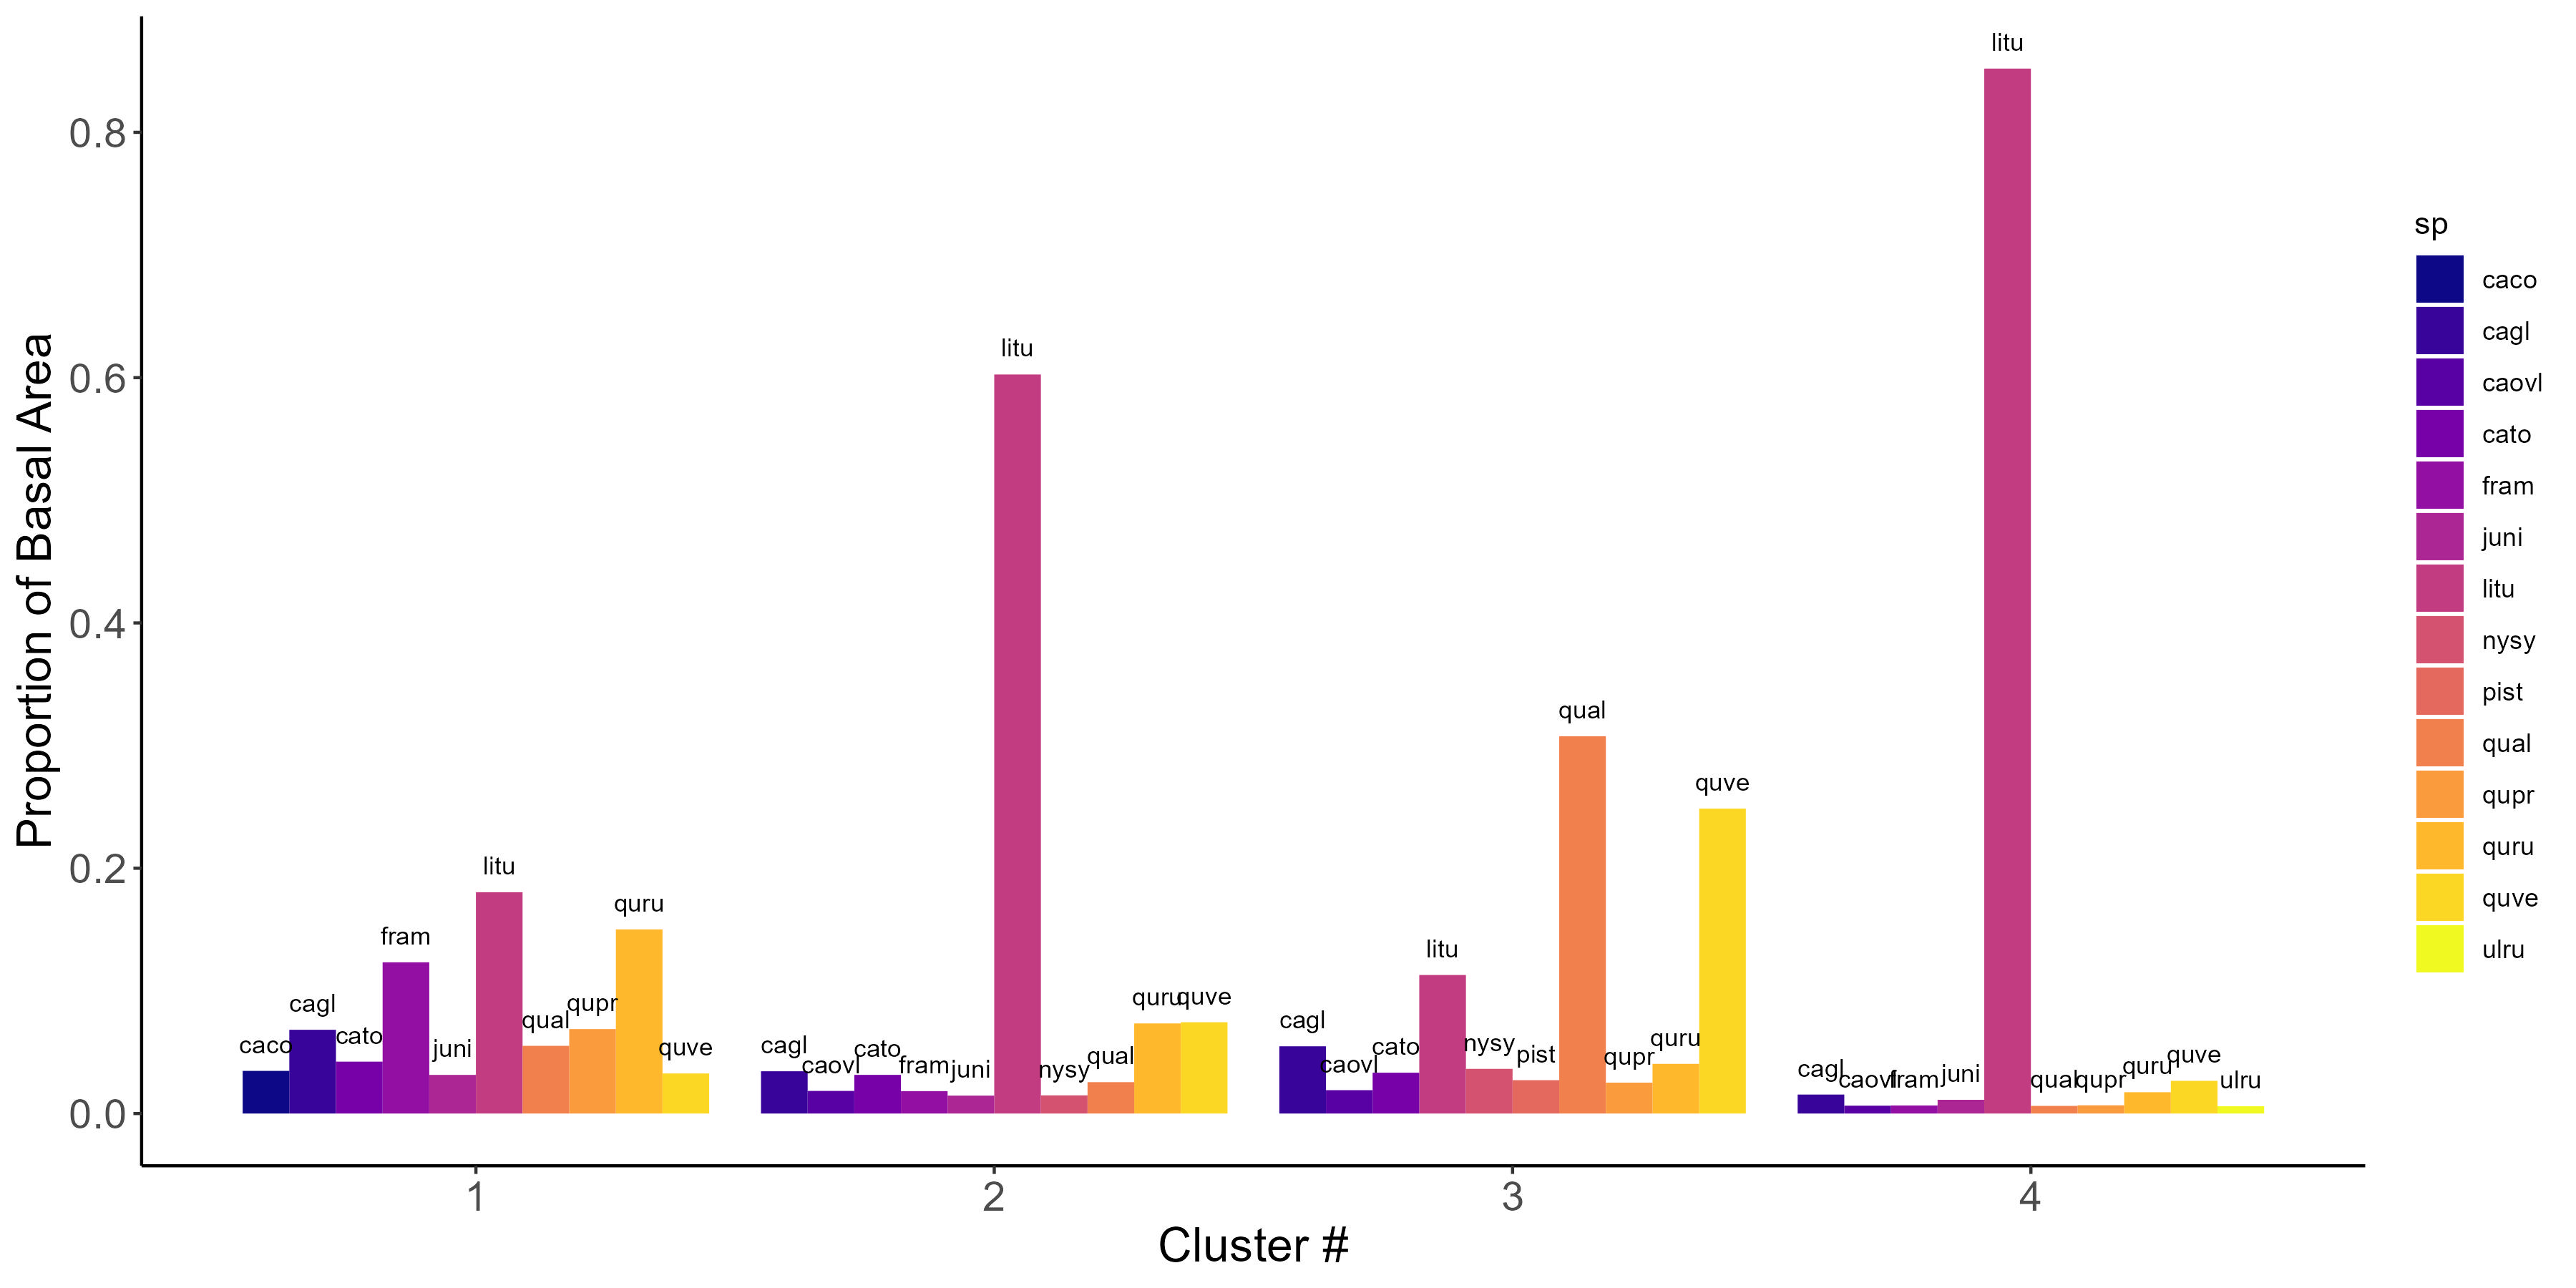 litu
0.8
litu
0.6
Proportion of Basal Area
0.4
qual
quve
litu
0.2
quru
fram
litu
cagl
qupr
qual
cato
caco
juni
quve
quru
quve
cagl
cato
caovl
fram
juni
nysy
qual
cagl
caovl
cato
nysy
pist
qupr
quru
cagl
caovl
fram
juni
qual
qupr
quru
quve
ulru
0.0
1
2
3
4
Cluster #
sp
caco
cagl
caovl
cato
fram
juni
litu
nysy
pist
qual
qupr
quru
quve
ulru